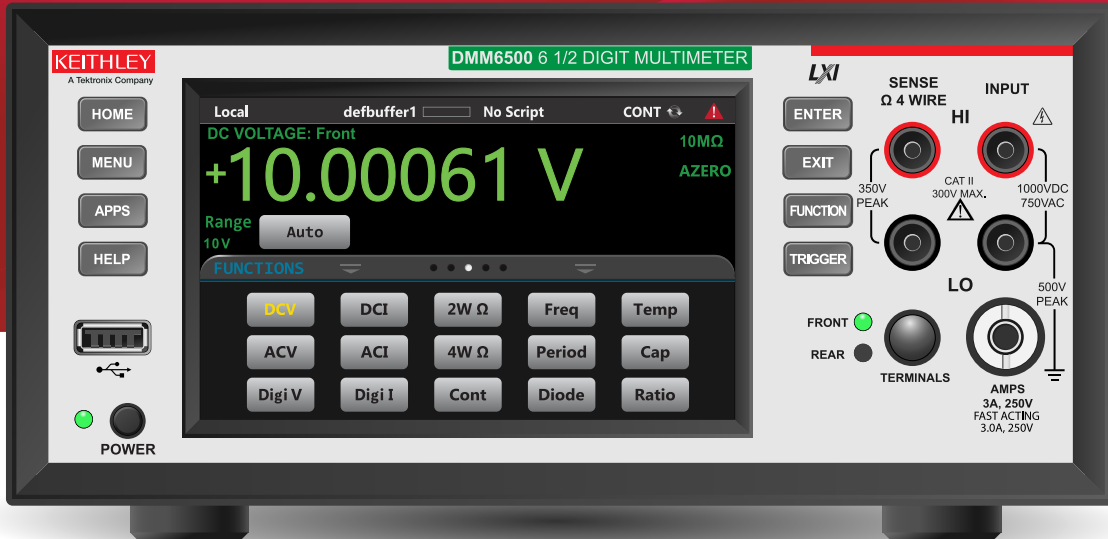 KEITHLEY
A Tektronix Company
DMM6500 6 1/2 DIGIT MULTIMETER
LXI
HOME
MENU
APPS
HELP
POWER
Local defbuffer1 No Script CONT
DC VOLTAGE: Front
+10.00061 V
10MΩ
AZERO
Range
10V
Auto
FUNCTIONS
DCV DCI 2W Ω Freq Temp
ACV ACI 4W Ω Period Cap
Digi V Digi I Cont Diode Ratio
ENTER
EXIT
FUNCTION
TRIGGER
SENSE
Ω 4 WIRE
INPUT
HI
350V
PEAK
CAT II
300V MAX.
1000VDC
750VAC
LO
500V
PEAK
FRONT
REAR
TERMINALS
AMPS
3A, 250V
FAST ACTING
3.0A, 250V